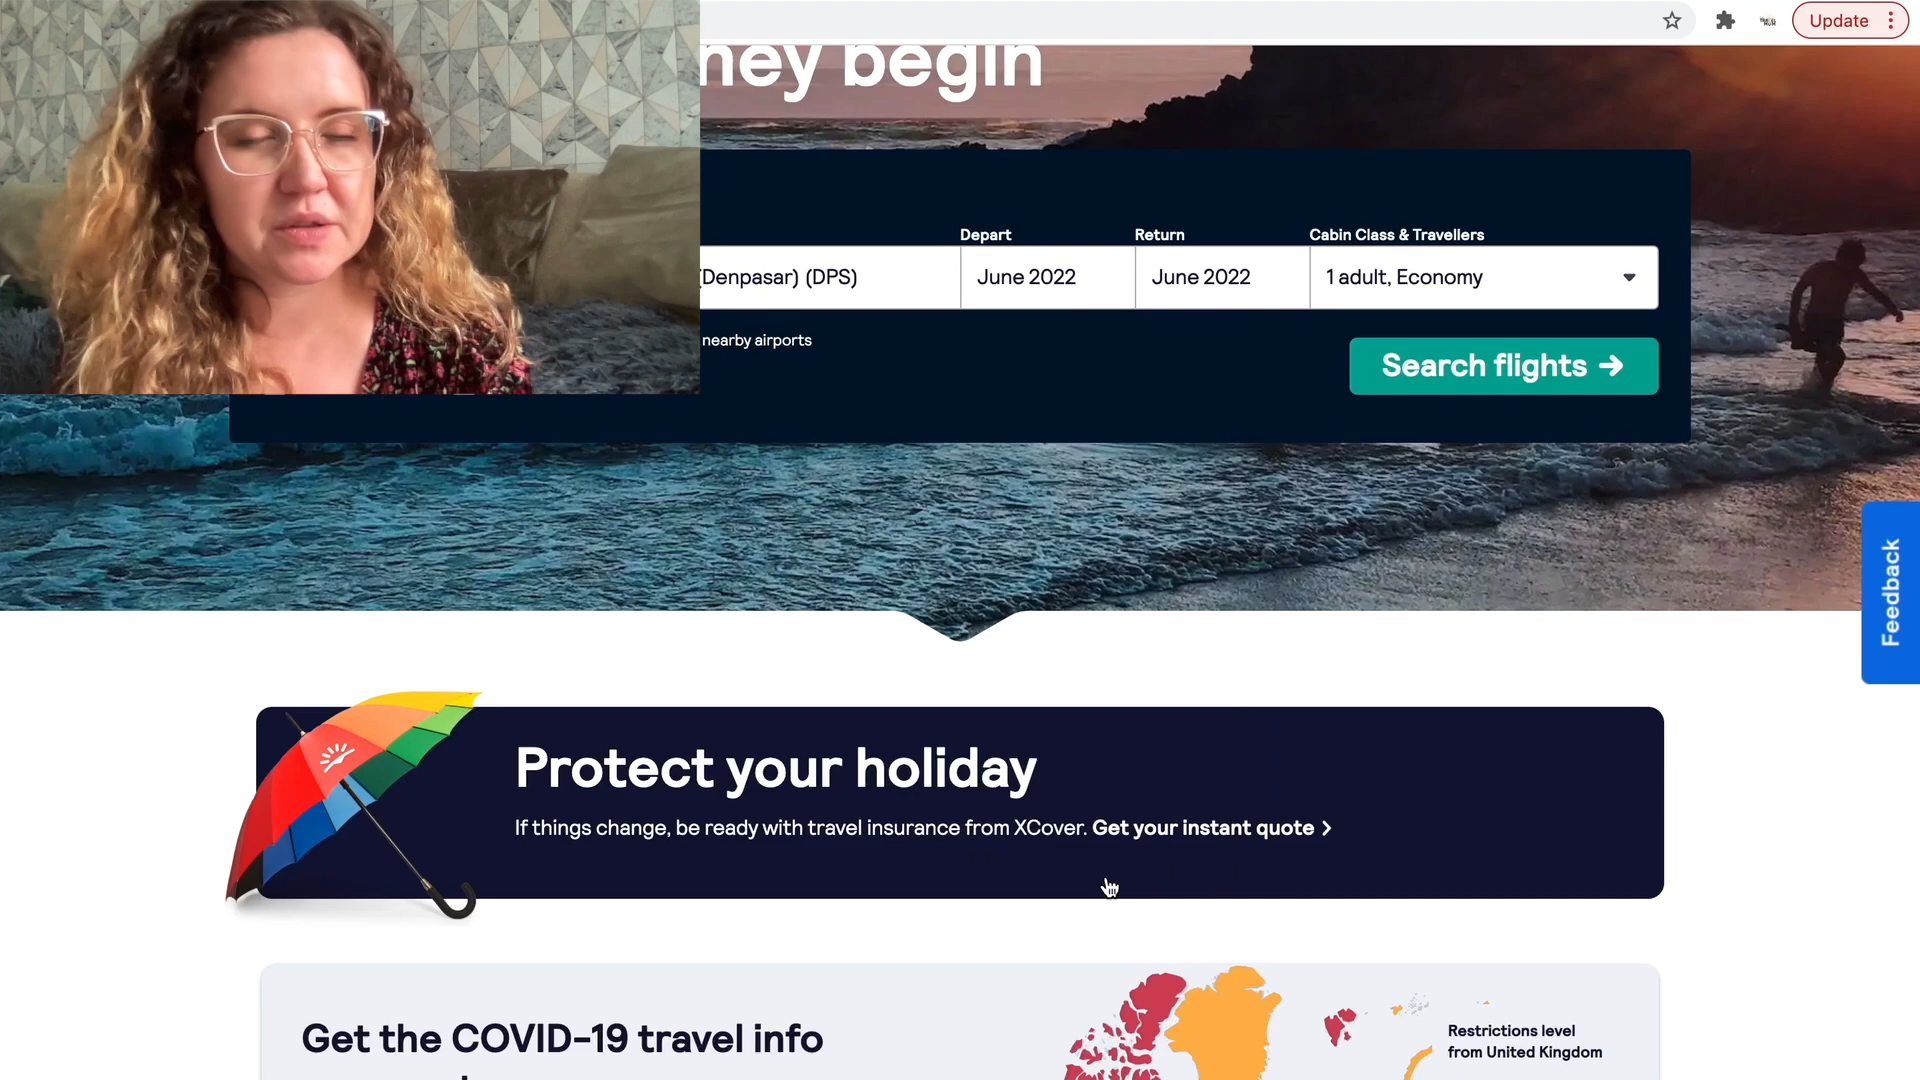 Update
ney begin
Depart
Return
Cabin Class & Travellers
(Denpasar) (DPS)
June 2022
June 2022
1 adult, Economy
nearby airports
Search flights
Feedback
Protect your holiday
If things change, be ready with travel insurance from XCover. Get your instant quote
Get the COVID-19 travel info
Restrictions level
from United Kingdom